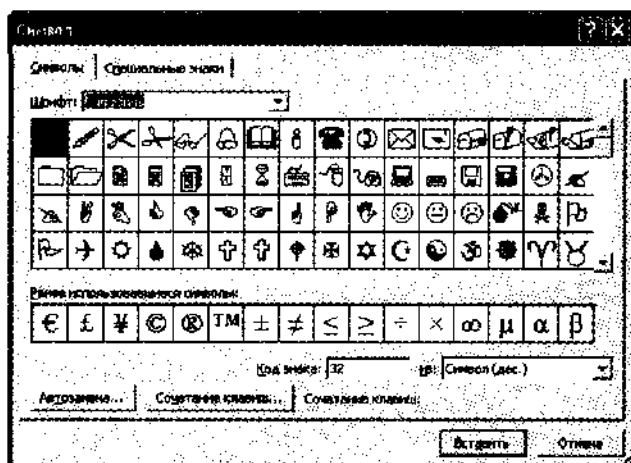 Символ
Символы Специальные знаки
Шрифт:
Ранее использовавшиеся символы:
€ £ ¥ © ® ™ ± ≠ ≤ ≥ ÷ × ∞ µ α β
Код знака: 32 из: Символ (дес.)
Автозамена... Сочетание клавиш... Сочетание клавиш:
Вставить Отмена